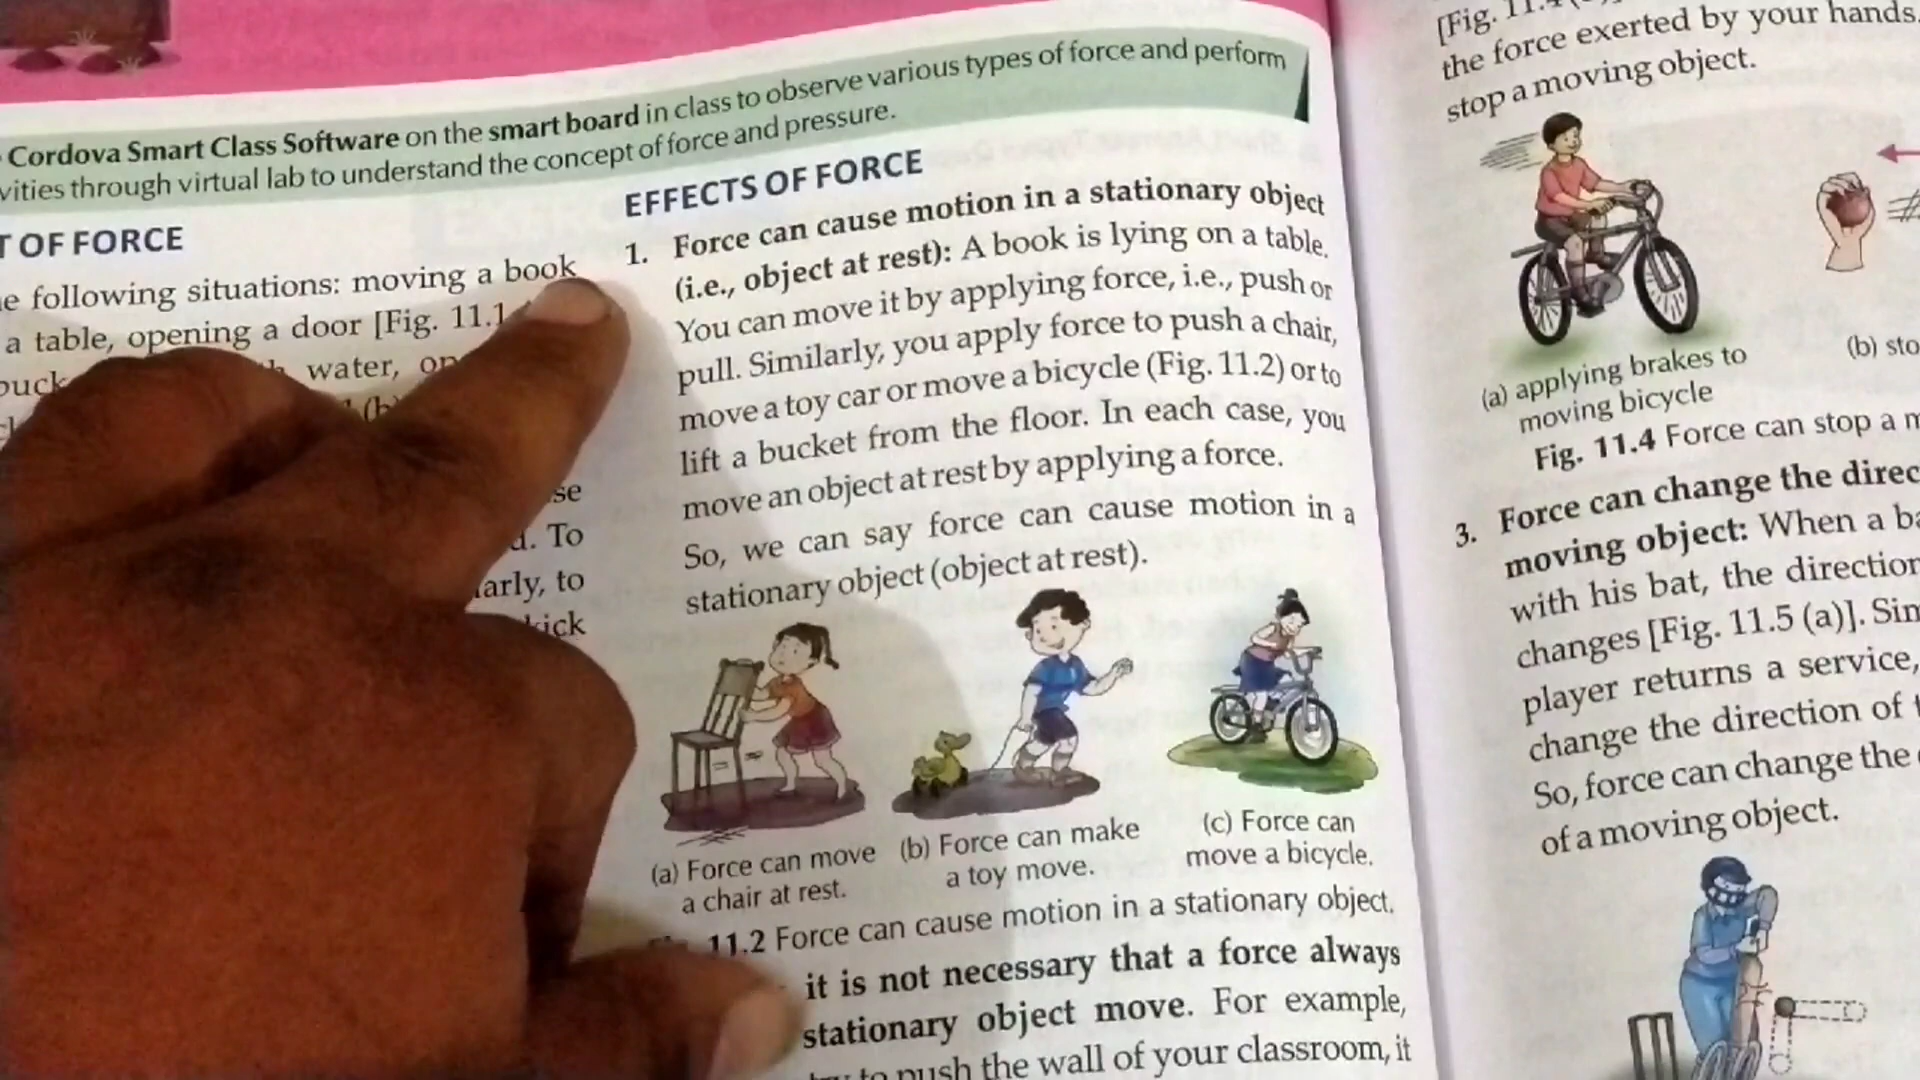 Cordova Smart Class Software on the smart board in class to observe various types of force and perform
vities through virtual lab to understand the concept of force and pressure.
T OF FORCE
e following situations: moving a book
a table, opening a door [Fig. 11.1
water,
se
To
arly, to
kick
EFFECTS OF FORCE
1. Force can cause motion in a stationary object
(i.e., object at rest): A book is lying on a table.
You can move it by applying force, i.e., push or
pull. Similarly, you apply force to push a chair,
move a toy car or move a bicycle (Fig. 11.2) or to
lift a bucket from the floor. In each case, you
move an object at rest by applying a force.
So, we can say force can cause motion in a
stationary object (object at rest).
(a) Force can move
a chair at rest.
(b) Force can make
a toy move.
(c) Force can
move a bicycle.
11.2 Force can cause motion in a stationary object.
it is not necessary that a force always
stationary object move. For example,
to push the wall of your classroom, it
[Fig.
the force exerted by your hands
stop a moving object.
(a) applying brakes to
moving bicycle
(b) sto
Fig. 11.4 Force can stop a m
3. Force can change the direc
moving object: When a ba
with his bat, the direction
changes [Fig. 11.5 (a)]. Sim
player returns a service,
change the direction of
So, force can change the
of a moving object.